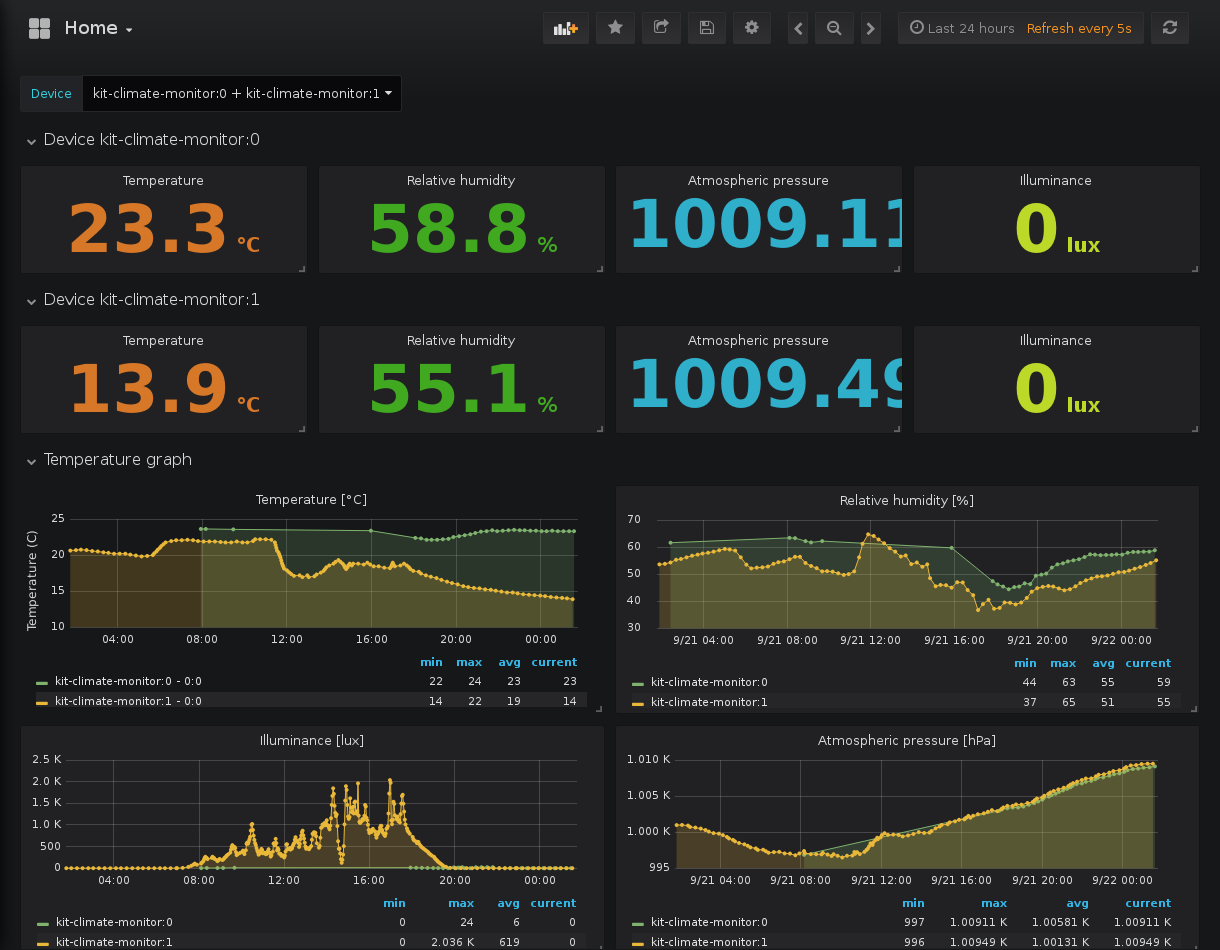 Home
Last 24 hours Refresh every 5s
Device kit-climate-monitor:0 + kit-climate-monitor:1
Device kit-climate-monitor:0
Temperature Relative humidity Atmospheric pressure Illuminance
23.3 °C 58.8 % 1009.11 0 lux
Device kit-climate-monitor:1
Temperature Relative humidity Atmospheric pressure Illuminance
13.9 °C 55.1 % 1009.49 0 lux
Temperature graph
Temperature [°C]
Temperature (C)
25
20
15
10
04:00 08:00 12:00 16:00 20:00 00:00
min max avg current
kit-climate-monitor:0 - 0:0 22 24 23 23
kit-climate-monitor:1 - 0:0 14 22 19 14
Relative humidity [%]
70
60
50
40
30
9/21 04:00 9/21 08:00 9/21 12:00 9/21 16:00 9/21 20:00 9/22 00:00
min max avg current
kit-climate-monitor:0 44 63 55 59
kit-climate-monitor:1 37 65 51 55
Illuminance [lux]
2.5 K
2.0 K
1.5 K
1.0 K
500
0
04:00 08:00 12:00 16:00 20:00 00:00
min max avg current
kit-climate-monitor:0 0 24 6 0
kit-climate-monitor:1 0 2.036 K 619 0
Atmospheric pressure [hPa]
1.010 K
1.005 K
1.000 K
995
9/21 04:00 9/21 08:00 9/21 12:00 9/21 16:00 9/21 20:00 9/22 00:00
min max avg current
kit-climate-monitor:0 997 1.00911 K 1.00581 K 1.00911 K
kit-climate-monitor:1 996 1.00949 K 1.00131 K 1.00949 K